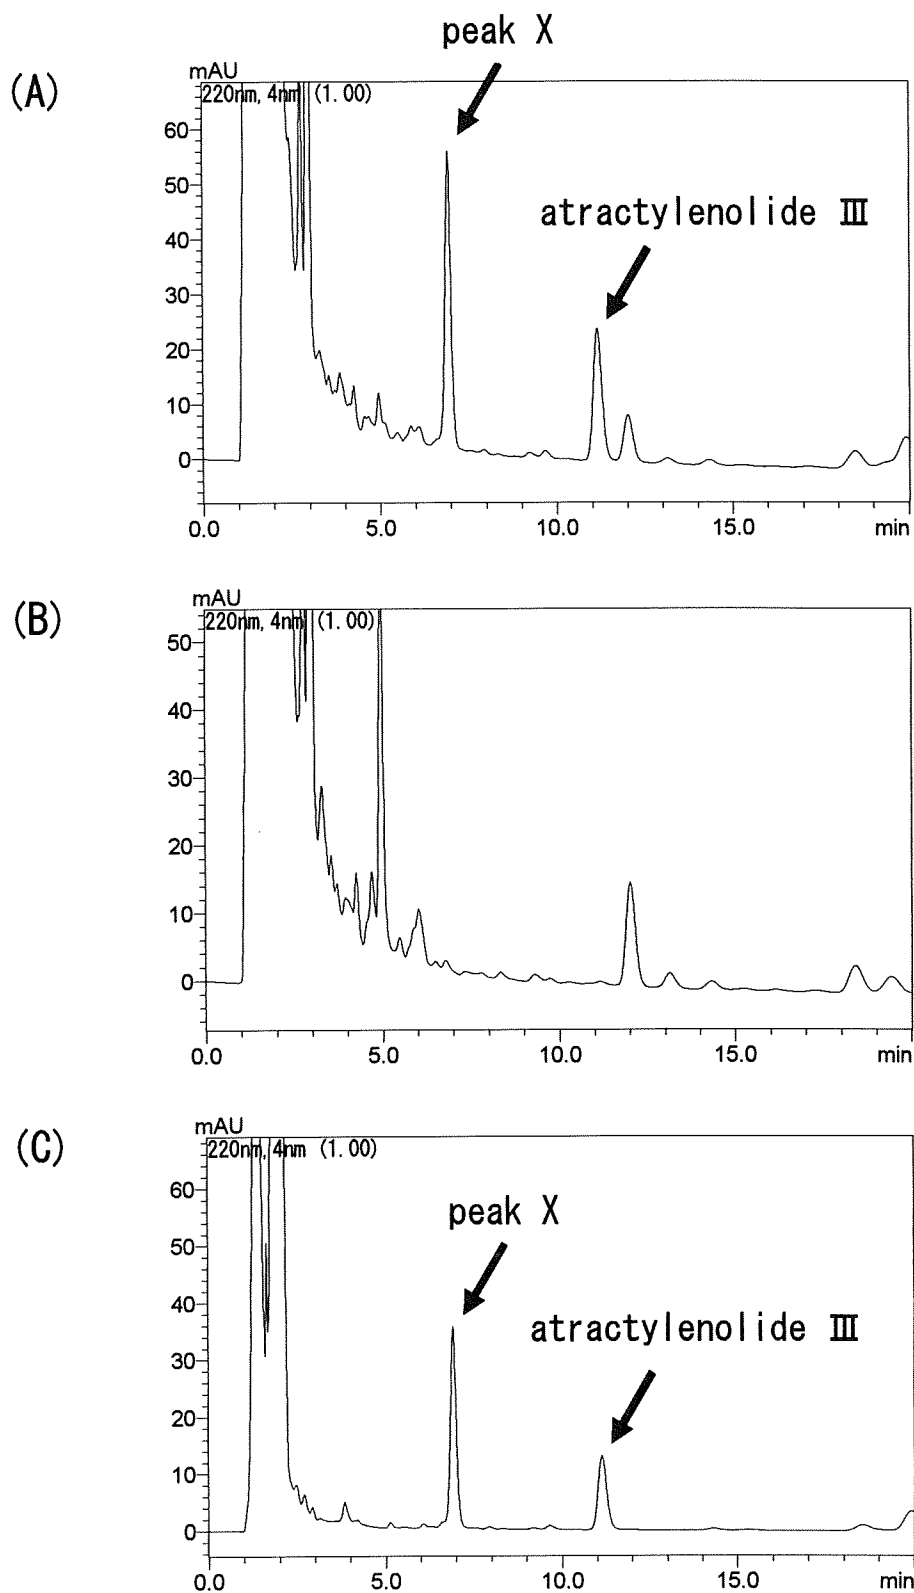 peak X
(A)
mAU
220nm, 4nm (1.00)
60
50
atractylenolide Ⅲ
40
30
20
10
0
0.0 5.0 10.0 15.0 min
(B)
mAU
220nm, 4nm (1.00)
50
40
30
20
10
0
0.0 5.0 10.0 15.0 min
(C)
mAU
220nm, 4nm (1.00)
60
peak X
50
40
atractylenolide Ⅲ
30
20
10
0
0.0 5.0 10.0 15.0 min